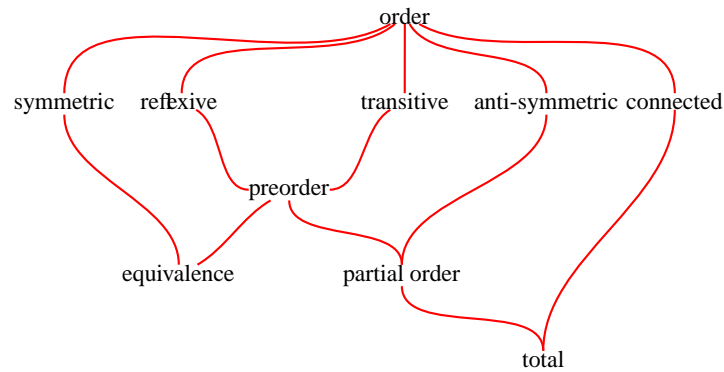 order
symmetric reflexive transitive anti-symmetric connected
preorder
equivalence partial order
total